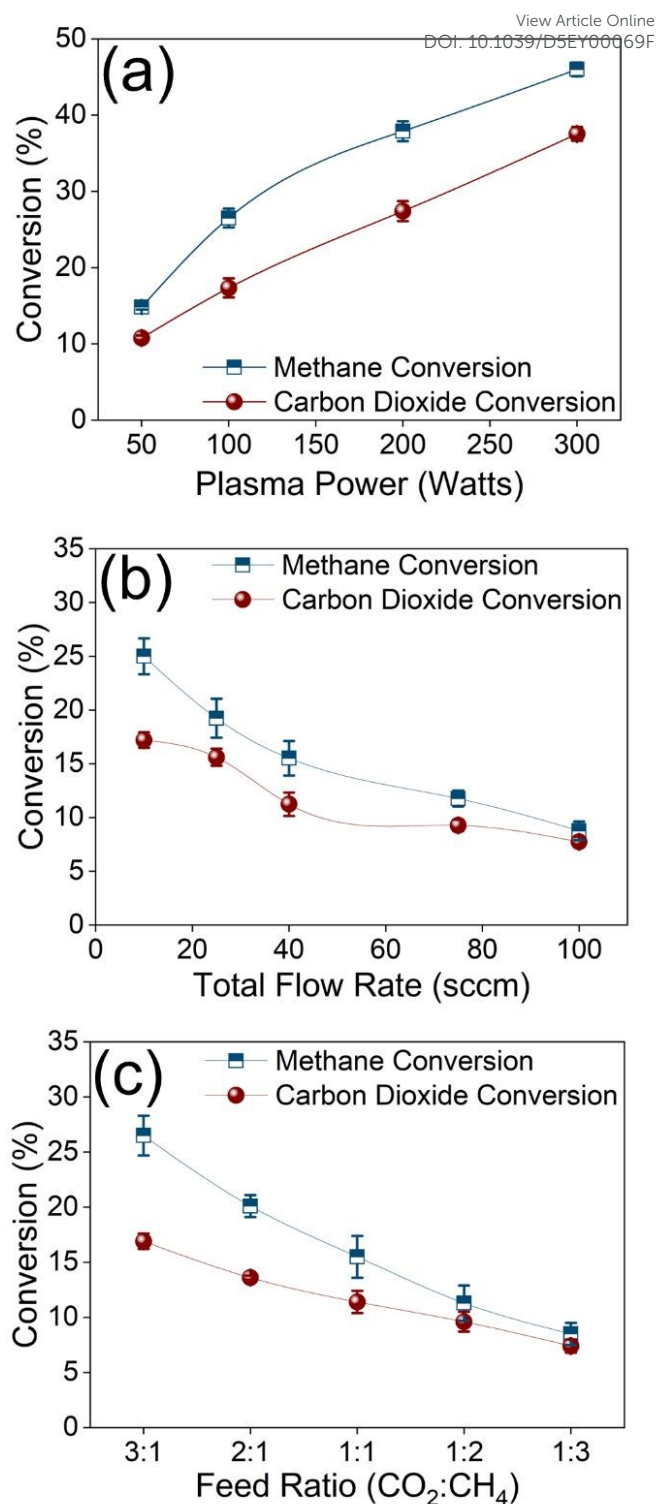 View Article Online
DOI: 10.1039/D5EY00069F
(a)
50
40
30
20
10
0
Conversion (%)
Methane Conversion
Carbon Dioxide Conversion
50 100 150 200 250 300
Plasma Power (Watts)
(b)
35
30
25
20
15
10
5
0
Conversion (%)
Methane Conversion
Carbon Dioxide Conversion
0 20 40 60 80 100
Total Flow Rate (sccm)
(c)
35
30
25
20
15
10
5
0
Conversion (%)
Methane Conversion
Carbon Dioxide Conversion
3:1 2:1 1:1 1:2 1:3
Feed Ratio (CO₂:CH₄)